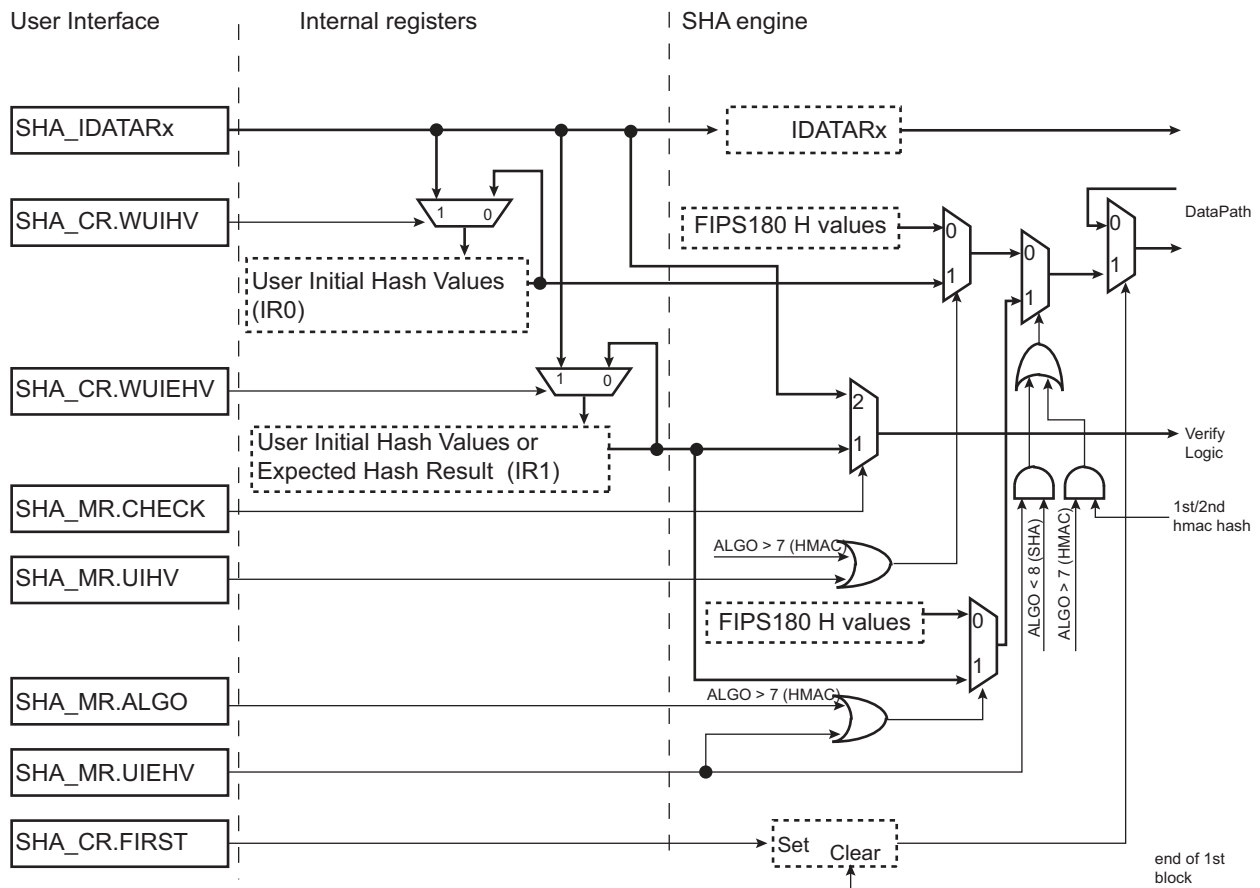 User Interface
Internal registers
SHA engine
SHA_IDATARx
IDATARx
SHA_CR.WUIHV
1
0
FIPS180 H values
0
1
0
1
0
1
DataPath
User Initial Hash Values
(IR0)
SHA_CR.WUIEHV
1
0
2
1
User Initial Hash Values or
Expected Hash Result (IR1)
Verify
Logic
SHA_MR.CHECK
1st/2nd
hmac hash
ALGO > 7 (HMAC)
SHA_MR.UIHV
ALGO < 8 (SHA)
ALGO > 7 (HMAC)
FIPS180 H values
0
1
SHA_MR.ALGO
ALGO > 7 (HMAC)
SHA_MR.UIEHV
SHA_CR.FIRST
Set
Clear
end of 1st
block